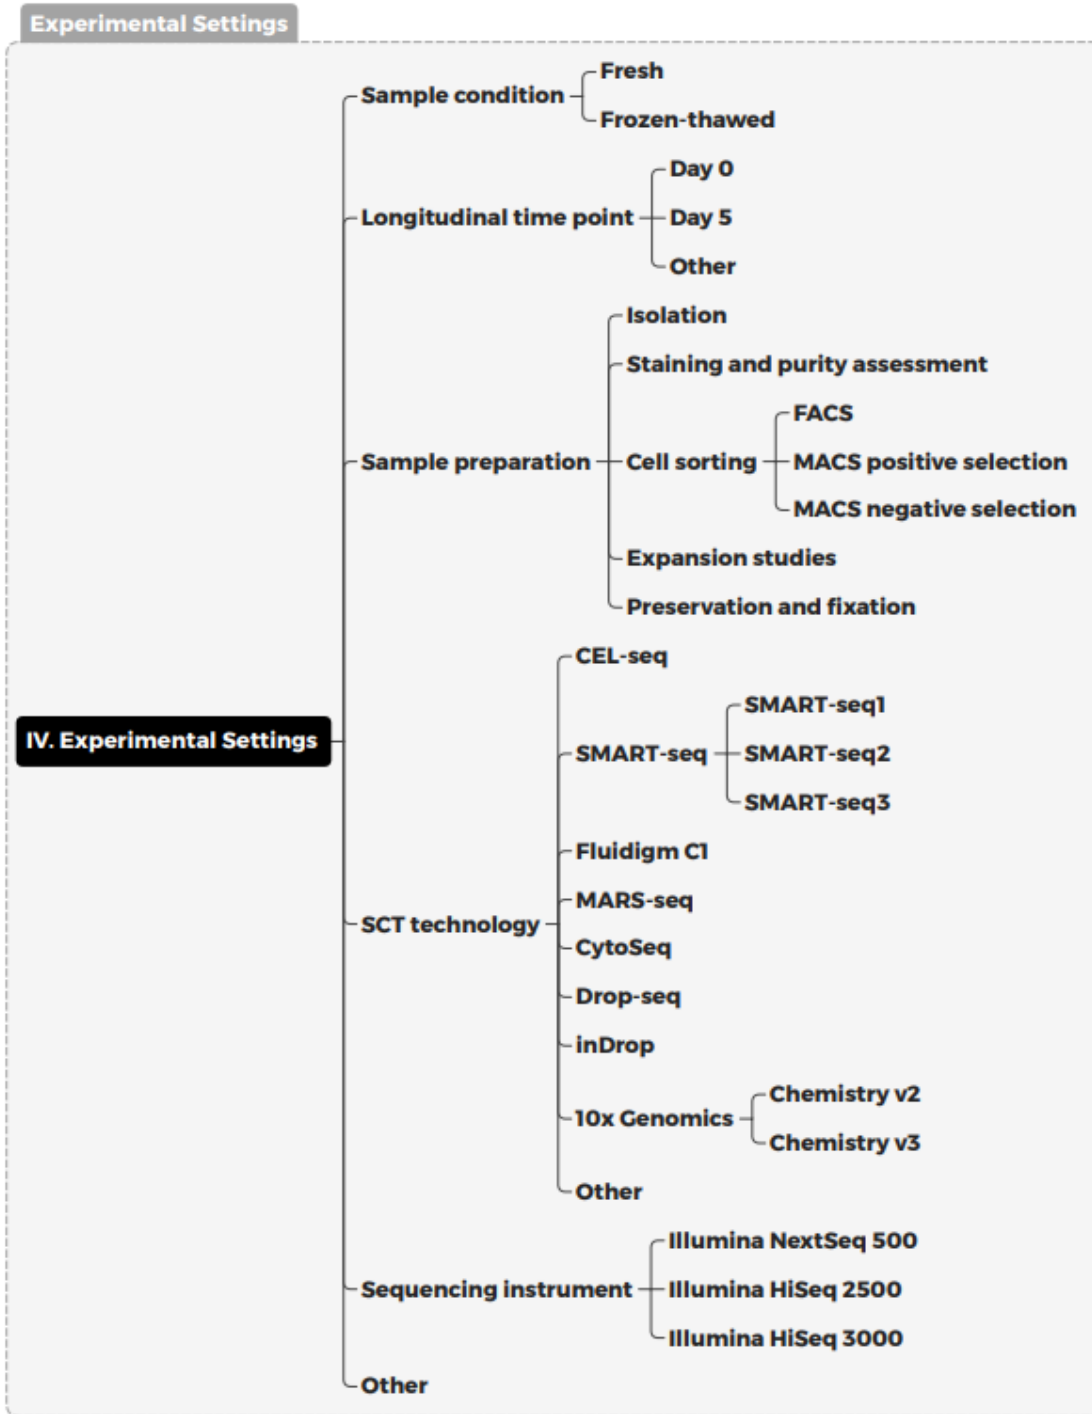 Experimental Settings
IV. Experimental Settings
Sample condition
Fresh
Frozen-thawed
Longitudinal time point
Day 0
Day 5
Other
Sample preparation
Isolation
Staining and purity assessment
Cell sorting
FACS
MACS positive selection
MACS negative selection
Expansion studies
Preservation and fixation
SCT technology
CEL-seq
SMART-seq
SMART-seq1
SMART-seq2
SMART-seq3
Fluidigm C1
MARS-seq
CytoSeq
Drop-seq
inDrop
10x Genomics
Chemistry v2
Chemistry v3
Other
Sequencing instrument
Illumina NextSeq 500
Illumina HiSeq 2500
Illumina HiSeq 3000
Other